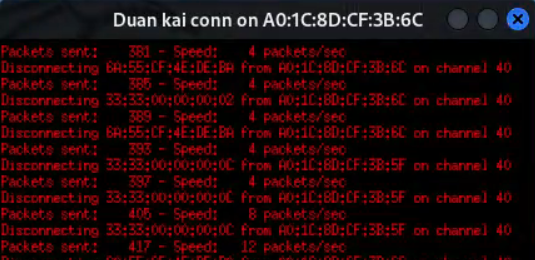 Duan kai conn on A0:1C:8D:CF:3B:6C
Packets sent: 381 - Speed: 4 packets/sec
Disconnecting 6A:55:CF:4E:DE:BA from A0:1C:8D:CF:3B:6C on channel 40
Packets sent: 385 - Speed: 4 packets/sec
Disconnecting 33:33:00:00:00:02 from A0:1C:8D:CF:3B:6C on channel 40
Packets sent: 389 - Speed: 4 packets/sec
Disconnecting 6A:55:CF:4E:DE:BA from A0:1C:8D:CF:3B:6C on channel 40
Packets sent: 393 - Speed: 4 packets/sec
Disconnecting 33:33:00:00:00:0C from A0:1C:8D:CF:3B:5F on channel 40
Packets sent: 397 - Speed: 4 packets/sec
Disconnecting 33:33:00:00:00:0C from A0:1C:8D:CF:3B:5F on channel 40
Packets sent: 405 - Speed: 8 packets/sec
Disconnecting 33:33:00:00:00:0C from A0:1C:8D:CF:3B:5F on channel 40
Packets sent: 417 - Speed: 12 packets/sec